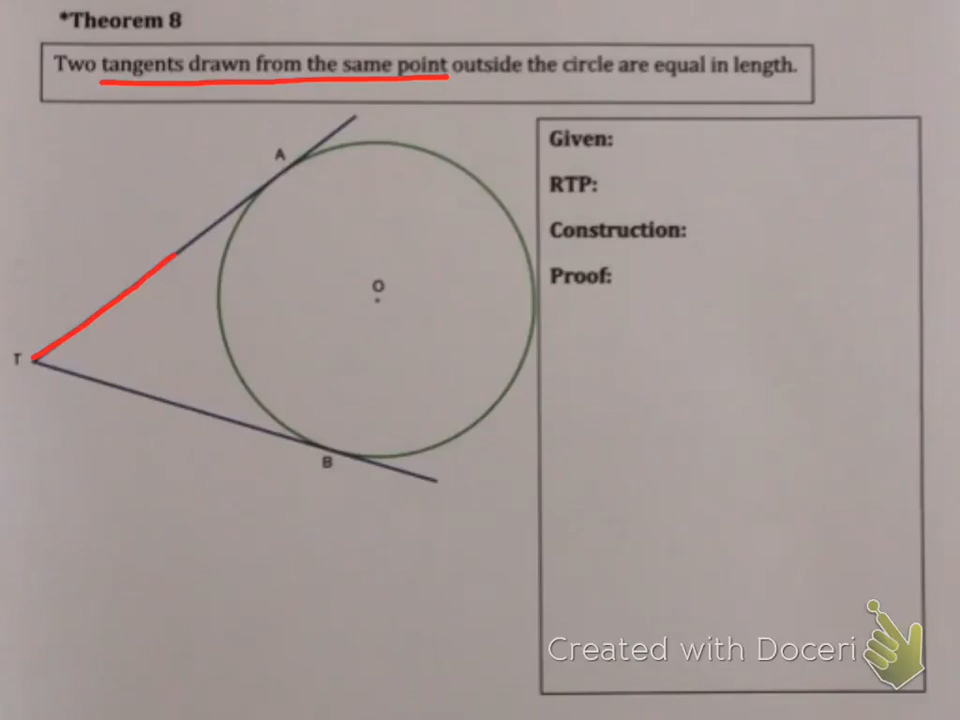 *Theorem 8
Two tangents drawn from the same point outside the circle are equal in length.
A
O
T
B
Given:
RTP:
Construction:
Proof:
Created with Doceri